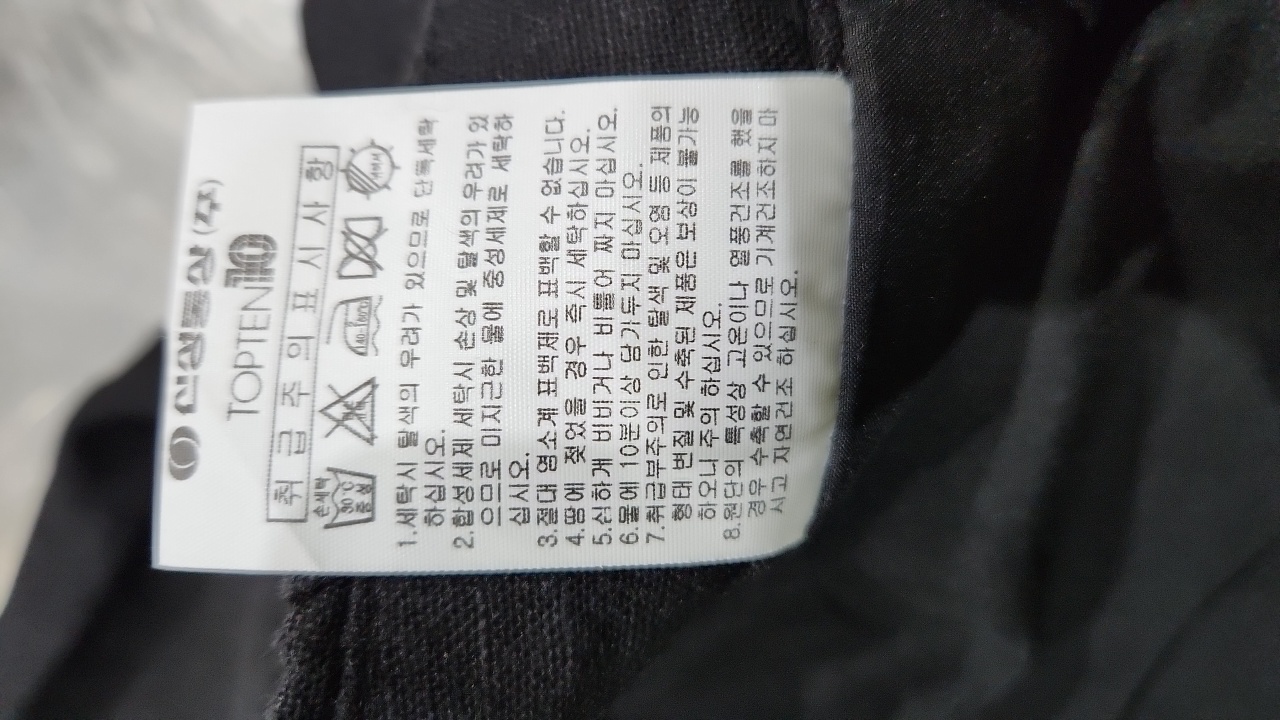 신성통상(주)
TOPTEN10
취급주의표시사항
손세탁
30℃
중성
1.세탁시 탈색의 우려가 있으므로 단독세탁
하십시오.
2.합성세제 세탁시 손상 및 탈색의 우려가 있
으므로 미지근한 물에 중성세제로 세탁하
십시오.
3.절대 염소계 표백제로 표백할 수 없습니다.
4.땀에 젖었을 경우 즉시 세탁하십시오.
5.심하게 비비거나 비틀어 짜지 마십시오.
6.물에 10분이상 담가두지 마십시오.
7.취급부주의로 인한 탈색 및 오염 등 제품의
형태 변질 및 수축된 제품은 보상이 불가능
하오니 주의 하십시오.
8.원단의 특성상 고온이나 열풍건조를 했을
경우 수축할 수 있으므로 기계건조하지 마
시고 자연건조 하십시오.